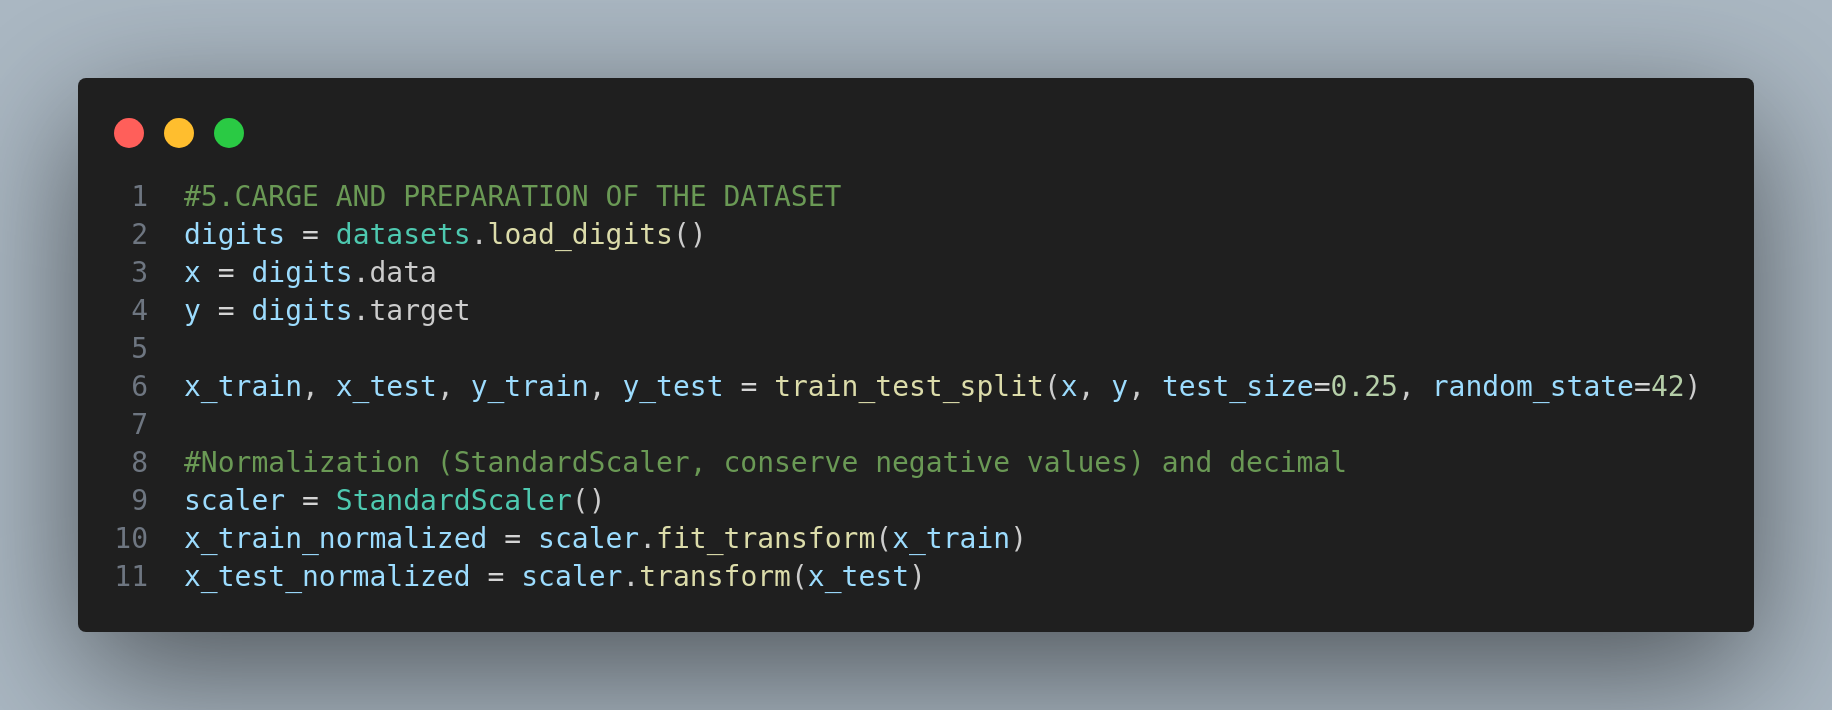 1 #5.CARGE AND PREPARATION OF THE DATASET
2 digits = datasets.load_digits()
3 x = digits.data
4 y = digits.target
5
6 x_train, x_test, y_train, y_test = train_test_split(x, y, test_size=0.25, random_state=42)
7
8 #Normalization (StandardScaler, conserve negative values) and decimal
9 scaler = StandardScaler()
10 x_train_normalized = scaler.fit_transform(x_train)
11 x_test_normalized = scaler.transform(x_test)